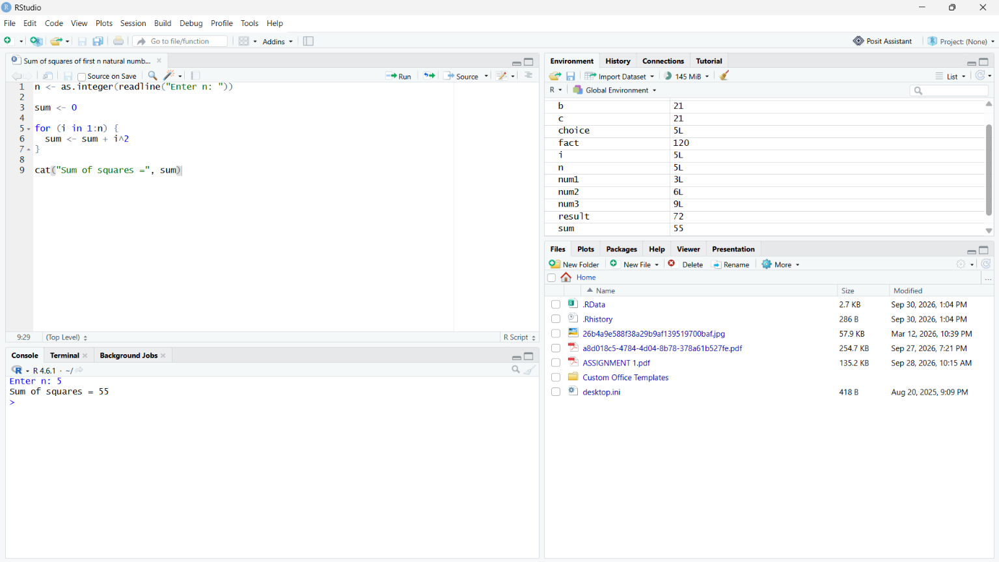 RStudio
File Edit Code View Plots Session Build Debug Profile Tools Help
Go to file/function Addins Posit Assistant Project: (None)
Sum of squares of first n natural numb...
Source on Save Run Source
1 n <- as.integer(readline("Enter n: "))
2
3 sum <- 0
4
5 for (i in 1:n) {
6   sum <- sum + i^2
7 }
8
9 cat("Sum of squares =", sum)
9:29 (Top Level) R Script
Console Terminal Background Jobs
R 4.6.1 · ~/
Enter n: 5
Sum of squares = 55
>
Environment History Connections Tutorial
Import Dataset 145 MiB List
R Global Environment
b 21
c 21
choice 5L
fact 120
i 5L
n 5L
num1 3L
num2 6L
num3 9L
result 72
sum 55
Files Plots Packages Help Viewer Presentation
New Folder New File Delete Rename More
Home ...
Name Size Modified
.RData 2.7 KB Sep 30, 2026, 1:04 PM
.Rhistory 286 B Sep 30, 2026, 1:04 PM
26b4a9e588f38a29b9af139519700baf.jpg 57.9 KB Mar 12, 2026, 10:39 PM
a8d018c5-4784-4d04-8b78-378a61b527fe.pdf 254.7 KB Sep 27, 2026, 7:21 PM
ASSIGNMENT 1.pdf 135.2 KB Sep 28, 2026, 10:15 AM
Custom Office Templates
desktop.ini 418 B Aug 20, 2025, 9:09 PM